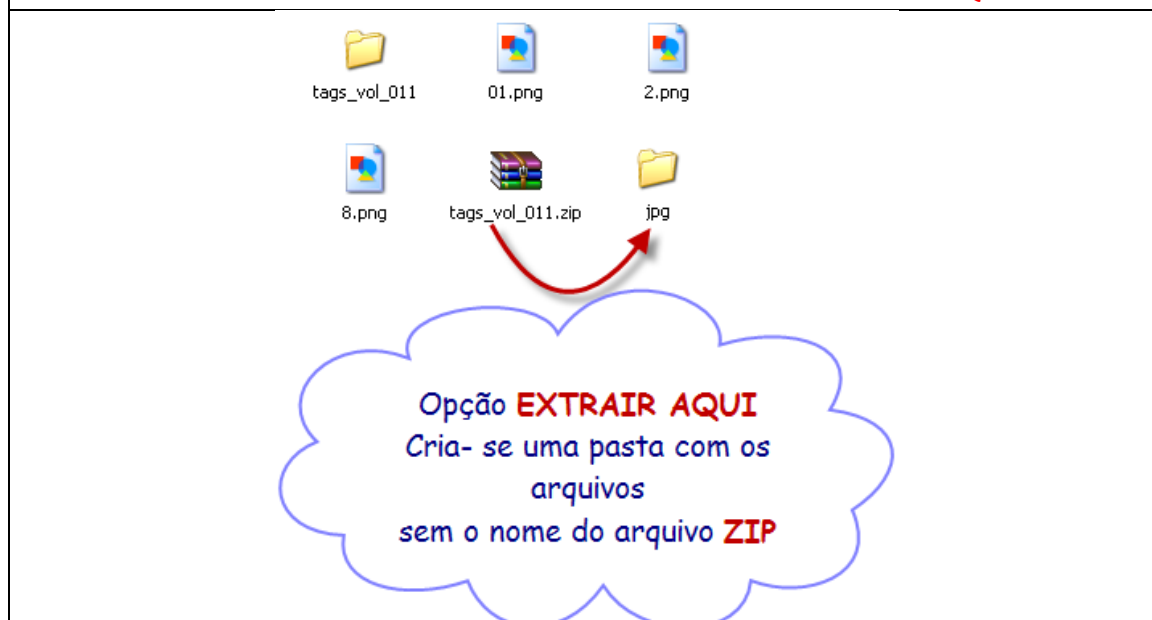 tags_vol_011 01.png 2.png
8.png tags_vol_011.zip jpg
Opção EXTRAIR AQUI
Cria- se uma pasta com os
arquivos
sem o nome do arquivo ZIP